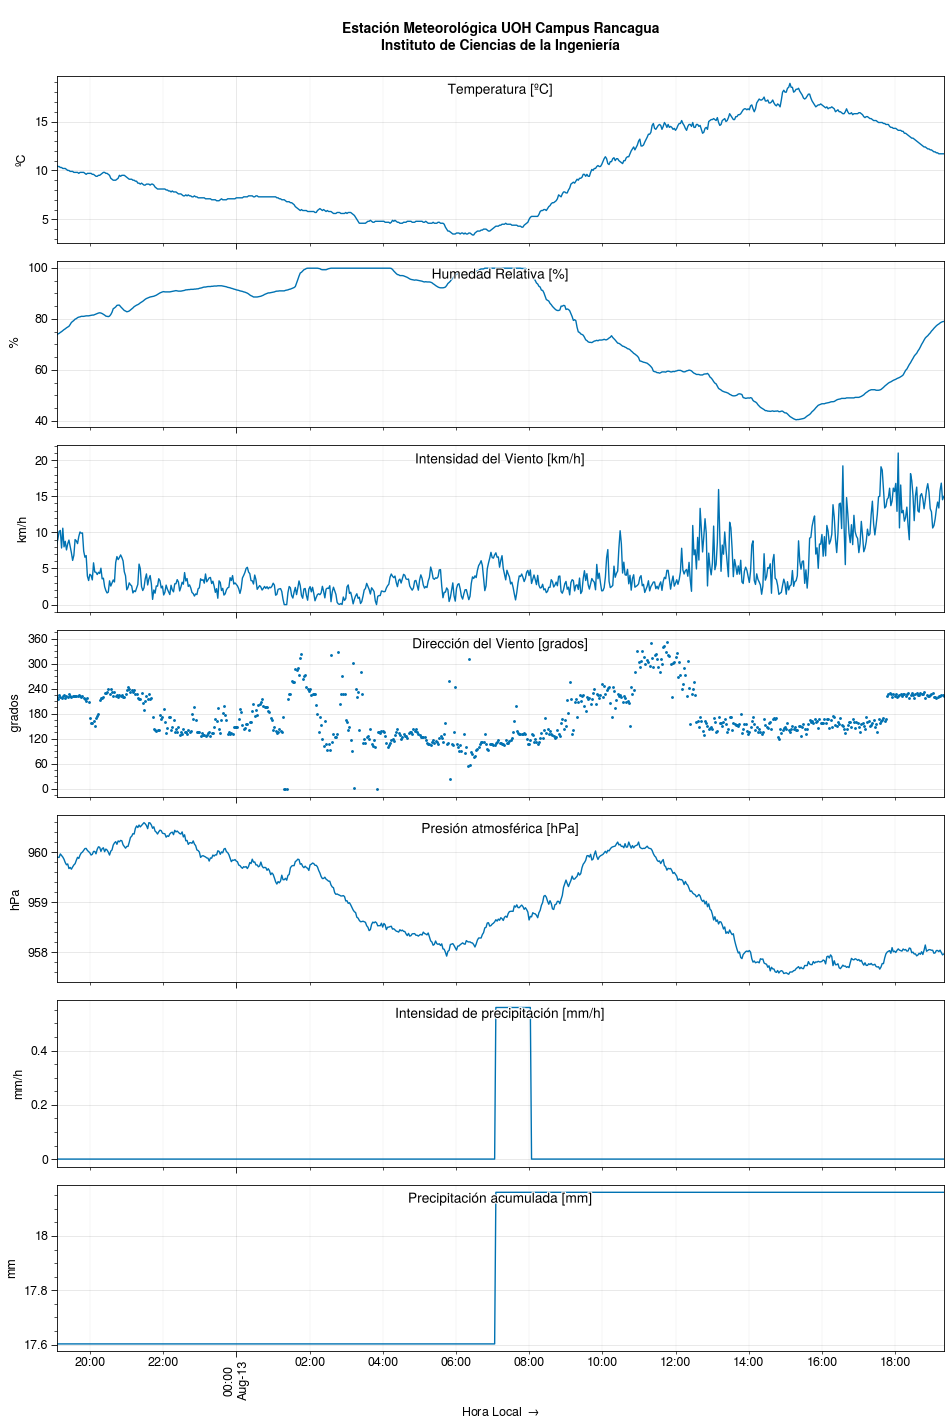 Estación Meteorológica UOH Campus Rancagua
Instituto de Ciencias de la Ingeniería
Temperatura [ºC]
ºC
15
10
5
Humedad Relativa [%]
%
100
80
60
40
Intensidad del Viento [km/h]
km/h
20
15
10
5
0
Dirección del Viento [grados]
grados
360
300
240
180
120
60
0
Presión atmosférica [hPa]
hPa
960
959
958
Intensidad de precipitación [mm/h]
mm/h
0.4
0.2
0
Precipitación acumulada [mm]
mm
18
17.8
17.6
20:00 22:00 00:00 02:00 04:00 06:00 08:00 10:00 12:00 14:00 16:00 18:00
Aug-13
Hora Local →